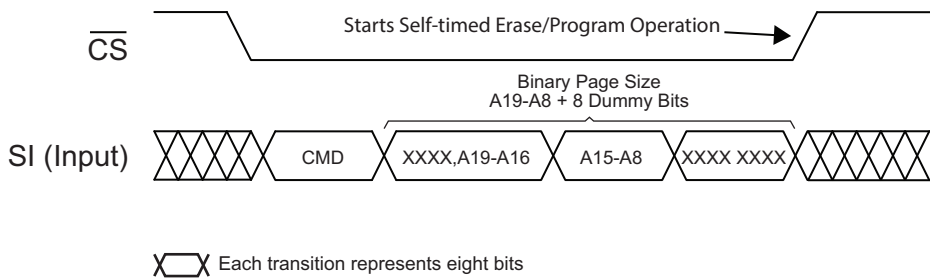 Starts Self-timed Erase/Program Operation
CS
Binary Page Size
A19-A8 + 8 Dummy Bits
SI (Input)
CMD
XXXX,A19-A16
A15-A8
XXXX XXXX
Each transition represents eight bits